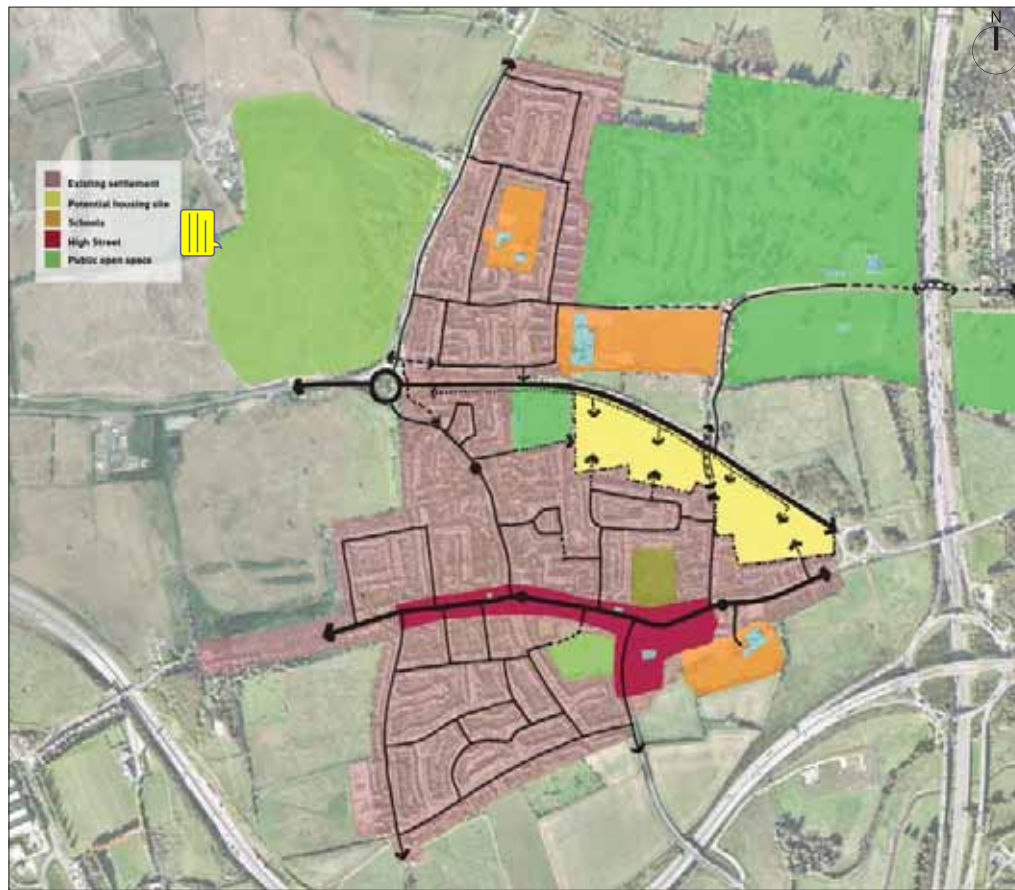 N
Existing settlement
Potential housing site
Schools
High Street
Public open space